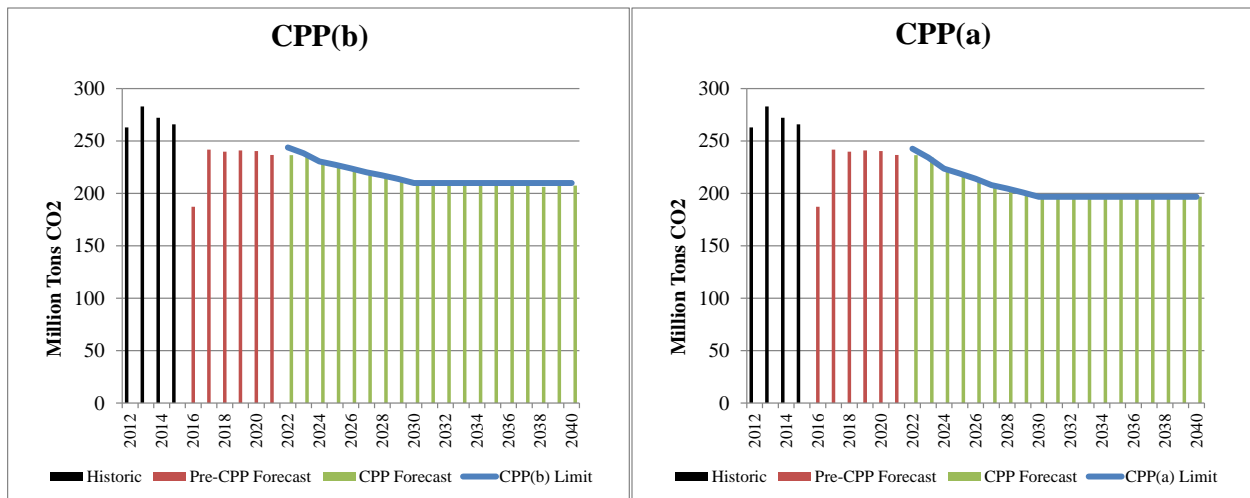 CPP(b)
300
250
200
150
100
50
0
Million Tons CO2
2012 2014 2016 2018 2020 2022 2024 2026 2028 2030 2032 2034 2036 2038 2040
Historic Pre-CPP Forecast CPP Forecast CPP(b) Limit
CPP(a)
300
250
200
150
100
50
0
Million Tons CO2
2012 2014 2016 2018 2020 2022 2024 2026 2028 2030 2032 2034 2036 2038 2040
Historic Pre-CPP Forecast CPP Forecast CPP(a) Limit